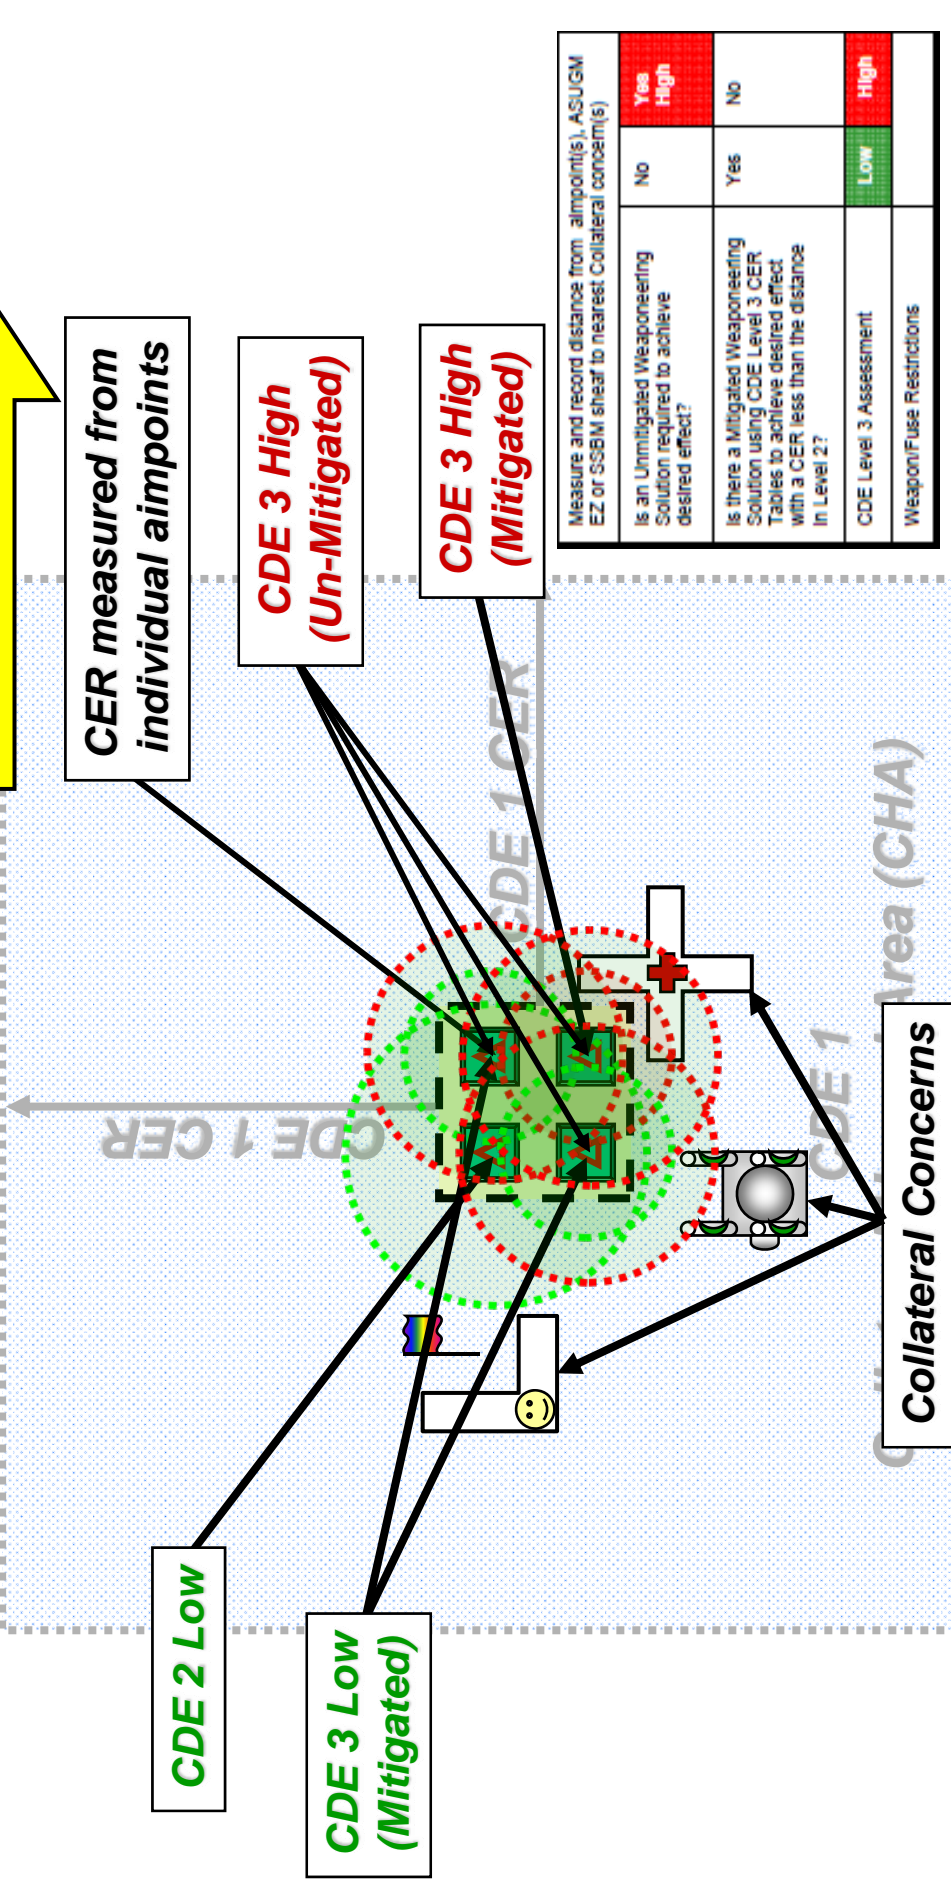 CER measured from
individual aimpoints
CDE 3 High
(Un-Mitigated)
CDE 3 High
(Mitigated)
CDE 2 Low
CDE 3 Low
(Mitigated)
CDE 1 CER
CDE 1 CER
CDE 1
Area (CHA)
Collateral Concerns
Measure and record distance from aimpoint(s), ASUGM
EZ or SSBM sheaf to nearest Collateral concern(s)
Is an Unmitigated Weaponeering
Solution required to achieve
desired effect?
No
Yes
High
Is there a Mitigated Weaponeering
Solution using CDE Level 3 CER
Tables to achieve desired effect
with a CER less than the distance
in Level 2?
Yes
No
CDE Level 3 Assessment
Low
High
Weapon/Fuse Restrictions